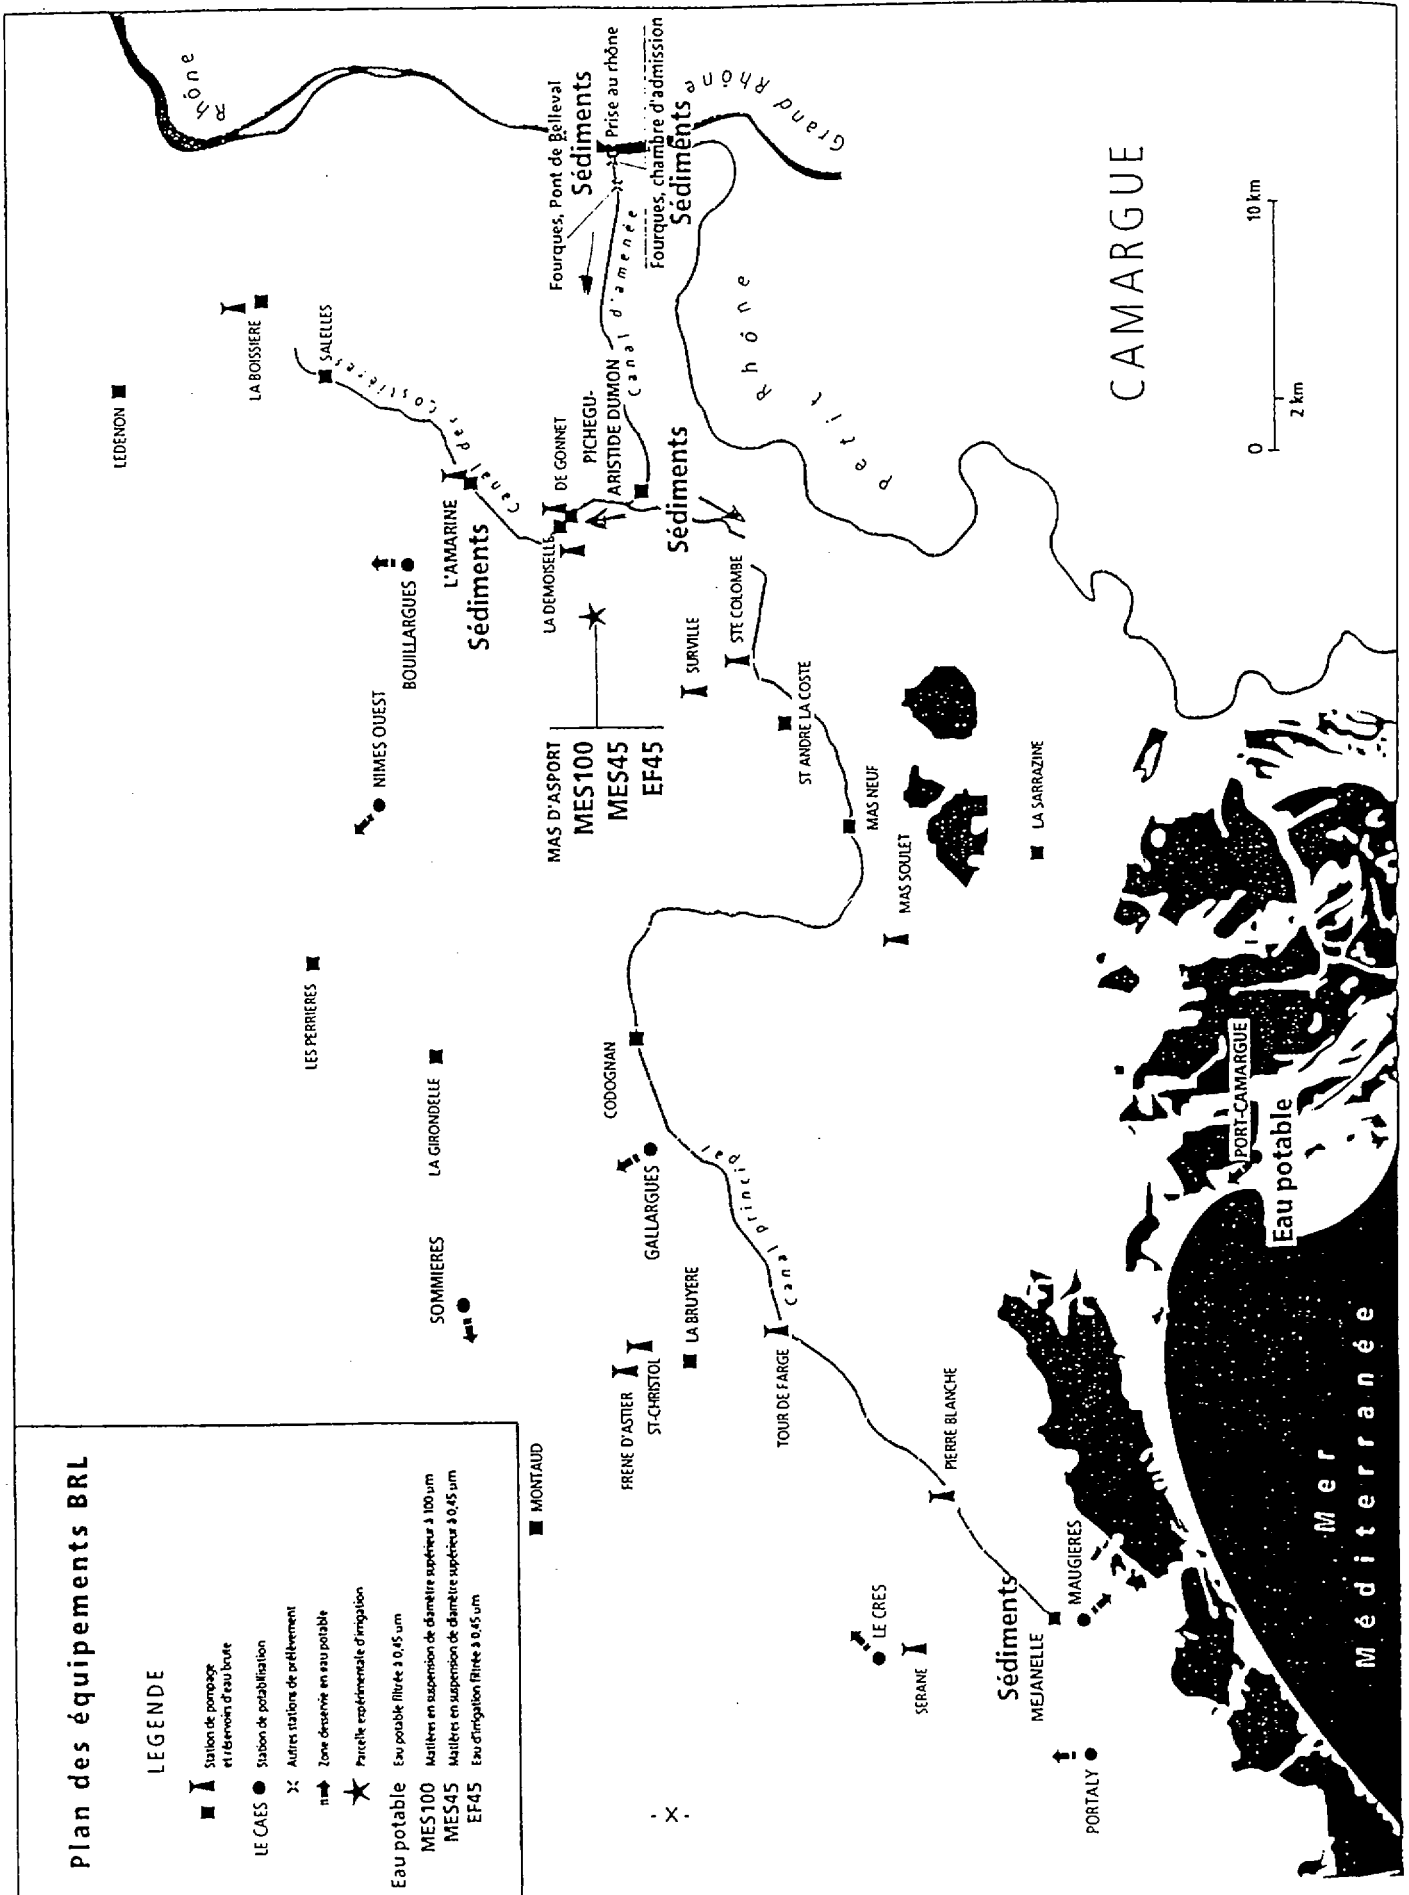 Plan des équipements BRL
LEGENDE
Station de pompage
et réservoirs d'eau brute
LE CAES
Station de potabilisation
Autres stations de prélèvement
Zone desservie en eau potable
Parcelle expérimentale d'irrigation
Eau potable Eau potable filtrée à 0,45 um
MES100 Matières en suspension de diamètre supérieur à 100 um
MES45 Matières en suspension de diamètre supérieur à 0,45 um
EF45 Eau d'irrigation filtrée à 0,45 um
MONTAUD
SOMMIERES
LA GIRONDELLE
LES PERRIERES
NIMES OUEST
BOUILLARGUES
LEDENON
LA BOISSIERE
SALELLES
Canal des Costières
L'AMARINE
Sédiments
Rhône
LA DEMOISELLE
DE GONNET
PICHEGU-
ARISTIDE DUMON
Sédiments
Canal d'amenée
Fourques, Pont de Belleval
Sédiments
Prise au rhône
Fourques, chambre d'admission
Sédiments
Grand Rhône
Petit Rhône
MAS D'ASPORT
MES100
MES45
EF45
SURVILLE
STE COLOMBE
ST ANDRE LA COSTE
MAS NEUF
MAS SOULET
LA SARRAZINE
CODOGNAN
GALLARGUES
Canal Principal
FRENE D'ASTIER
ST-CHRISTOL
LA BRUYERE
TOUR DE FARGE
PIERRE BLANCHE
LE CRES
SERANE
Sédiments
MEJANELLE
MAUGIERES
PORTALY
PORT-CAMARGUE
Eau potable
Mer
Méditerranée
CAMARGUE
0
2 km
10 km
- X -